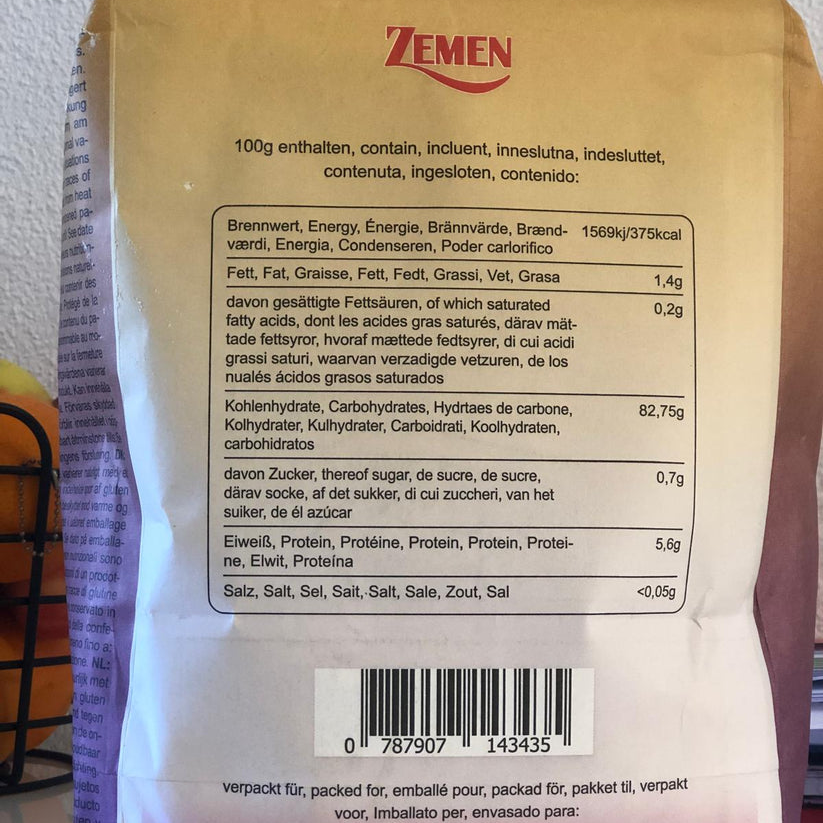 ZEMEN
100g enthalten, contain, incluent, inneslutna, indesluttet,
contenuta, ingesloten, contenido:
Brennwert, Energy, Énergie, Brännvärde, Brænd- 1569kj/375kcal
værdi, Energia, Condenseren, Poder carlorifico
Fett, Fat, Graisse, Fett, Fedt, Grassi, Vet, Grasa 1,4g
davon gesättigte Fettsäuren, of which saturated 0,2g
fatty acids, dont les acides gras saturés, därav mät-
tade fettsyror, hvoraf mættede fedtsyrer, di cui acidi
grassi saturi, waarvan verzadigde vetzuren, de los
nualés ácidos grasos saturados
Kohlenhydrate, Carbohydrates, Hydrtaes de carbone, 82,75g
Kolhydrater, Kulhydrater, Carboidrati, Koolhydraten,
carbohidratos
davon Zucker, thereof sugar, de sucre, de sucre, 0,7g
därav socke, af det sukker, di cui zuccheri, van het
suiker, de él azúcar
Eiweiß, Protein, Protéine, Protein, Protein, Protei- 5,6g
ne, Elwit, Proteína
Salz, Salt, Sel, Sait, Salt, Sale, Zout, Sal <0,05g
0 787907 143435
verpackt für, packed for, emballé pour, packad för, pakket til, verpakt
voor, Imballato per, envasado para: